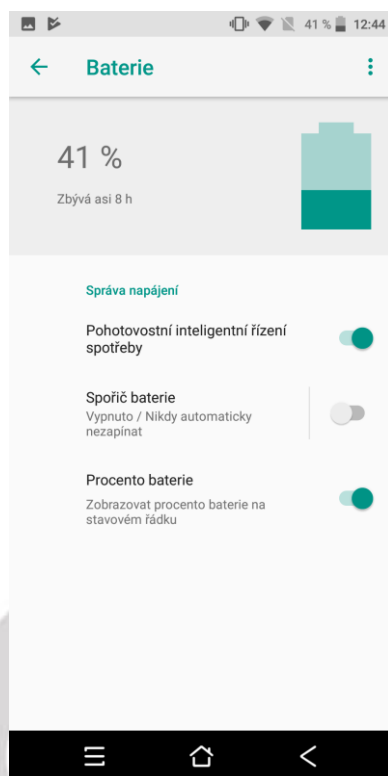 41 % 12:44
Baterie
41 %
Zbývá asi 8 h
Správa napájení
Pohotovostní inteligentní řízení
spotřeby
Spořič baterie
Vypnuto / Nikdy automaticky
nezapínat
Procento baterie
Zobrazovat procento baterie na
stavovém řádku